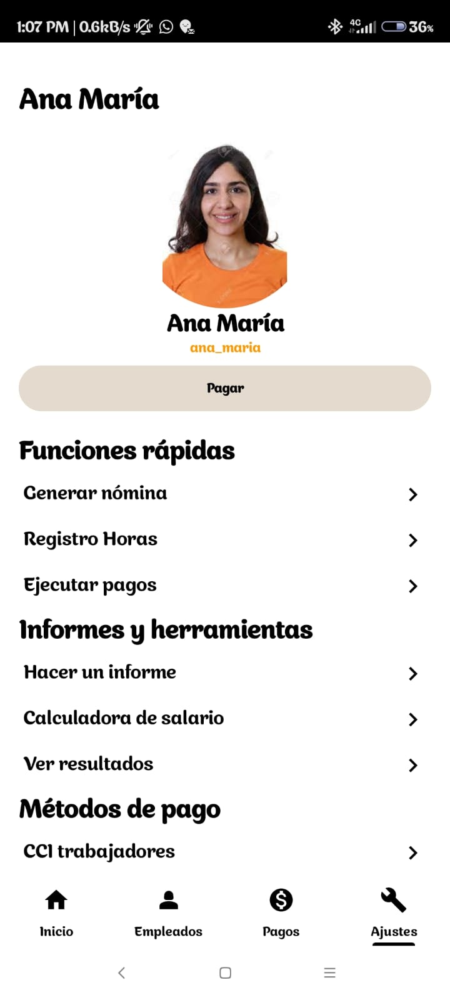 1:07 PM | 0.6kB/s 4G 36%
Ana María
Ana María
ana_maria
Pagar
Funciones rápidas
Generar nómina
Registro Horas
Ejecutar pagos
Informes y herramientas
Hacer un informe
Calculadora de salario
Ver resultados
Métodos de pago
CCI trabajadores
Inicio Empleados Pagos Ajustes